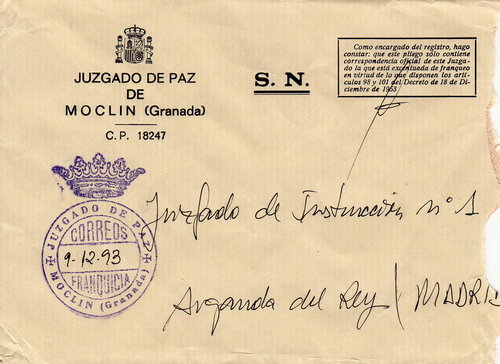 JUZGADO DE PAZ
DE
MOCLIN (Granada)
C. P. 18247
S. N.
Como encargado del registro, hago
constar: que este pliego sólo contiene
correspondencia oficial de este Juzga-
do la que está exceptuada de franqueo
en virtud de lo que disponen los artí-
culos 98 y 101 del Decreto de 18 de Di-
ciembre de 1953
JUZGADO DE PAZ
CORREOS
9-12-93
FRANQUICIA
MOCLIN (Granada)
Juzgado de Instrucción nº 1
Arganda del Rey / MADRID